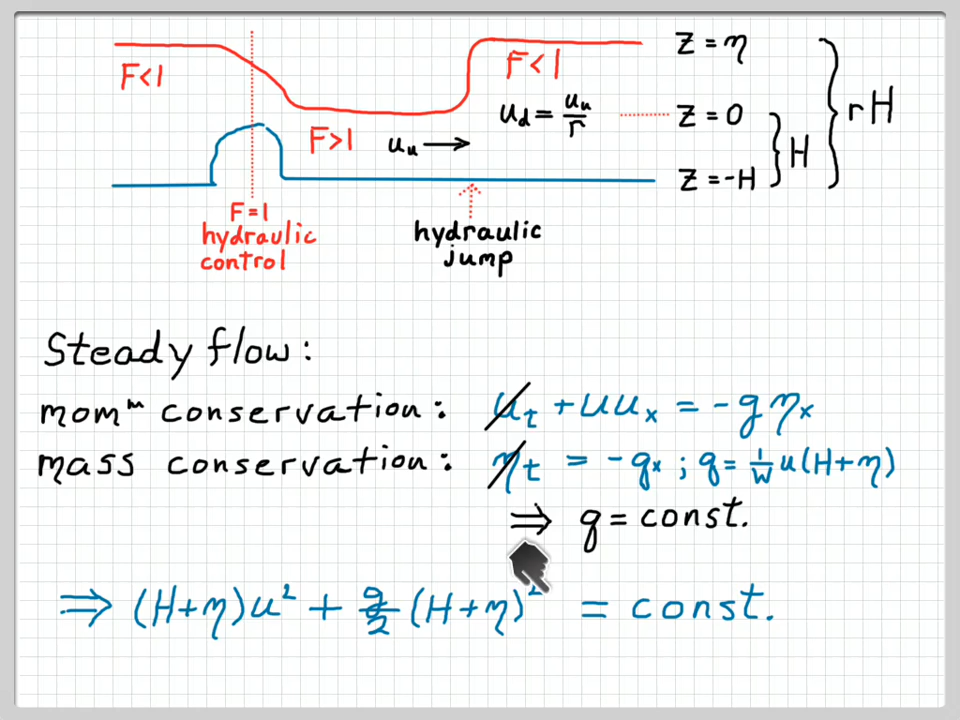 F<1
F<1
z = η
u_d = u_u/r
z = 0
rH
F>1
u_u →
H
z = -H
F = 1
hydraulic
control
hydraulic
jump
Steady flow:
mom^m conservation: u_t + uu_x = -gη_x
mass conservation: η_t = -q_x ; q = 1/W u(H+η)
⇒ q = const.
⇒ (H+η)u² + g/2 (H+η)² = const.